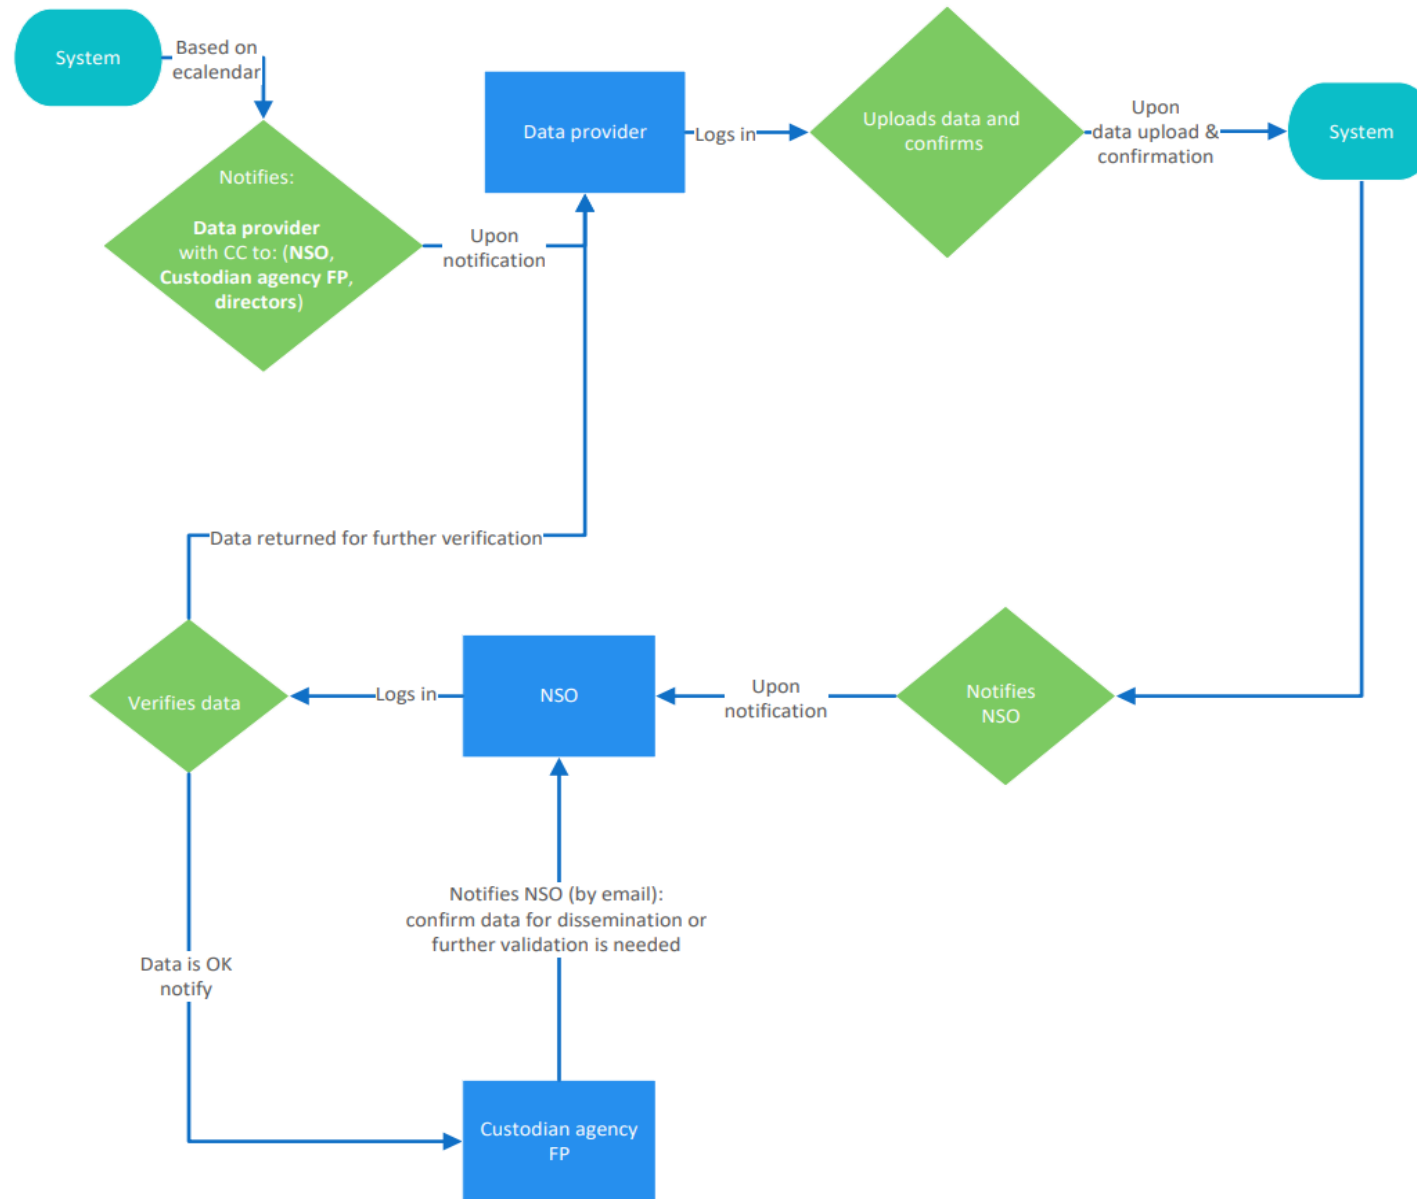 System
Based on
ecalendar
Notifies:
Data provider
with CC to: (NSO,
Custodian agency FP,
directors)
Upon
notification
Data provider
Logs in
Uploads data and
confirms
Upon
data upload &
confirmation
System
Data returned for further verification
Verifies data
Logs in
NSO
Upon
notification
Notifies
NSO
Notifies NSO (by email):
confirm data for dissemination or
further validation is needed
Data is OK
notify
Custodian agency
FP